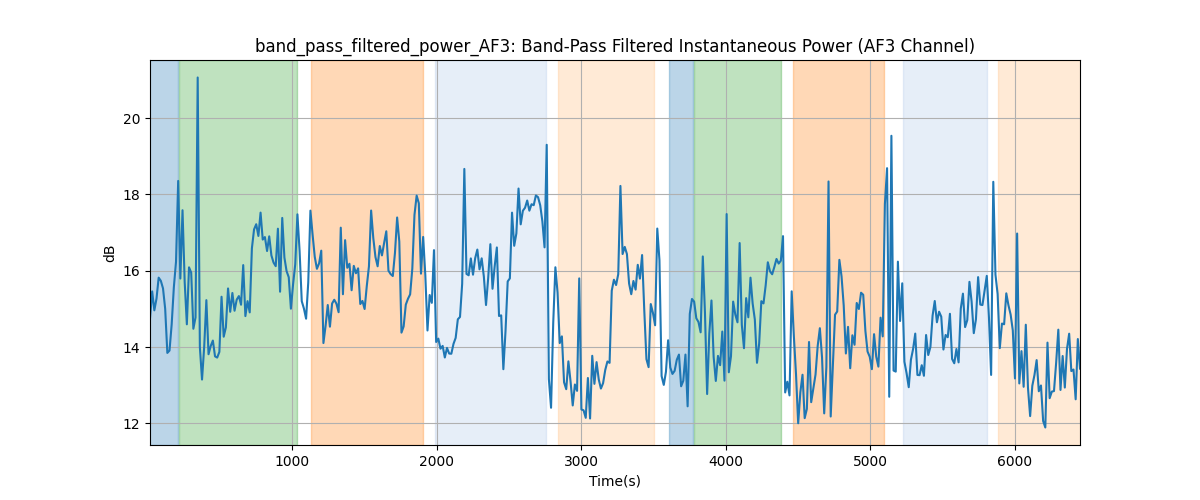 band_pass_filtered_power_AF3: Band-Pass Filtered Instantaneous Power (AF3 Channel)
dB
20
18
16
14
12
1000 2000 3000 4000 5000 6000
Time(s)